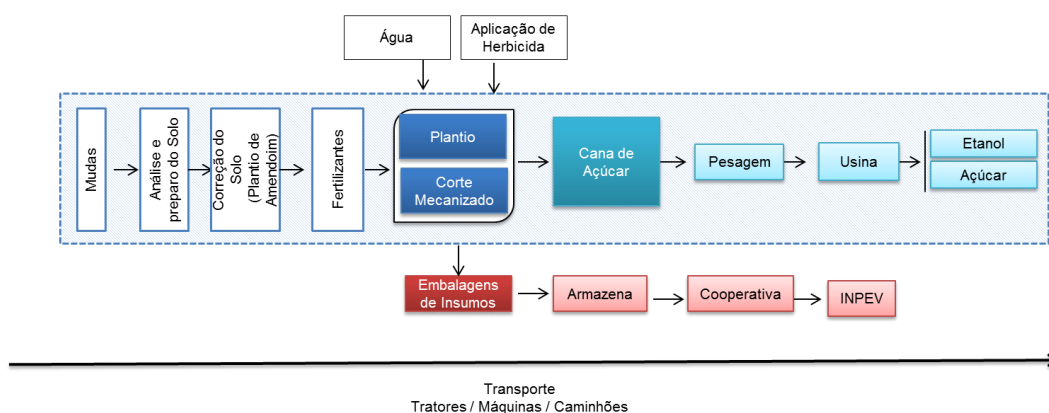 Água
Aplicação de
Herbicida
Mudas
Análise e
preparo do Solo
Correção do
Solo
(Plantio de
Amendoim)
Fertilizantes
Plantio
Corte
Mecanizado
Cana de
Açúcar
Pesagem
Usina
Etanol
Açúcar
Embalagens
de Insumos
Armazena
Cooperativa
INPEV
Transporte
Tratores / Máquinas / Caminhões